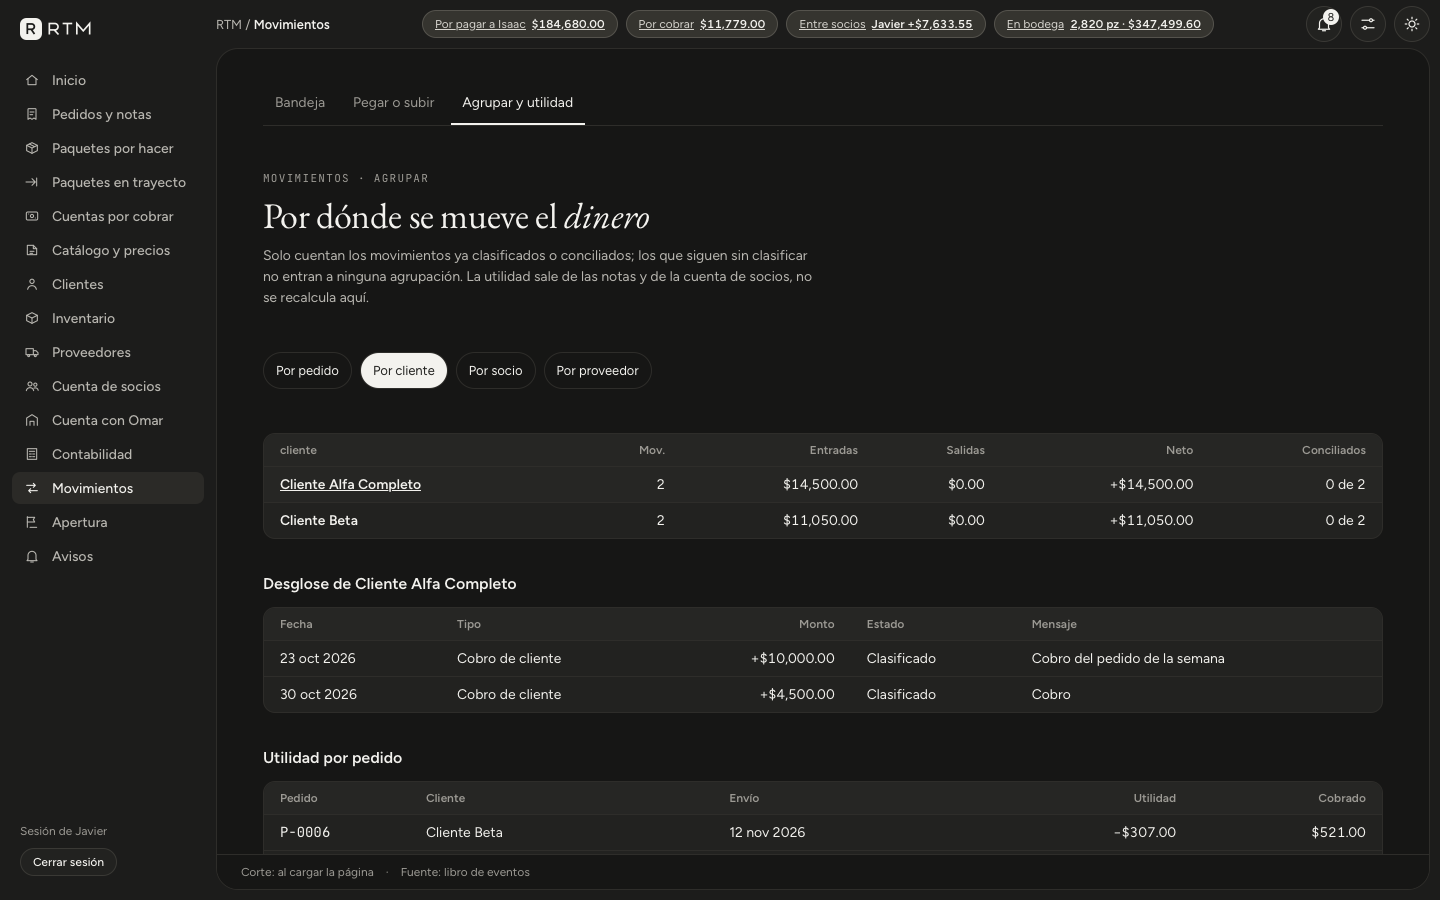 R RTM
RTM / Movimientos
Por pagar a Isaac $184,680.00
Por cobrar $11,779.00
Entre socios Javier +$7,633.55
En bodega 2,820 pz · $347,499.60
8
Inicio
Pedidos y notas
Paquetes por hacer
Paquetes en trayecto
Cuentas por cobrar
Catálogo y precios
Clientes
Inventario
Proveedores
Cuenta de socios
Cuenta con Omar
Contabilidad
Movimientos
Apertura
Avisos
Sesión de Javier
Cerrar sesión
Bandeja Pegar o subir Agrupar y utilidad
MOVIMIENTOS · AGRUPAR
Por dónde se mueve el dinero
Solo cuentan los movimientos ya clasificados o conciliados; los que siguen sin clasificar
no entran a ninguna agrupación. La utilidad sale de las notas y de la cuenta de socios, no
se recalcula aquí.
Por pedido Por cliente Por socio Por proveedor
cliente Mov. Entradas Salidas Neto Conciliados
Cliente Alfa Completo 2 $14,500.00 $0.00 +$14,500.00 0 de 2
Cliente Beta 2 $11,050.00 $0.00 +$11,050.00 0 de 2
Desglose de Cliente Alfa Completo
Fecha Tipo Monto Estado Mensaje
23 oct 2026 Cobro de cliente +$10,000.00 Clasificado Cobro del pedido de la semana
30 oct 2026 Cobro de cliente +$4,500.00 Clasificado Cobro
Utilidad por pedido
Pedido Cliente Envío Utilidad Cobrado
P-0006 Cliente Beta 12 nov 2026 −$307.00 $521.00
Corte: al cargar la página · Fuente: libro de eventos